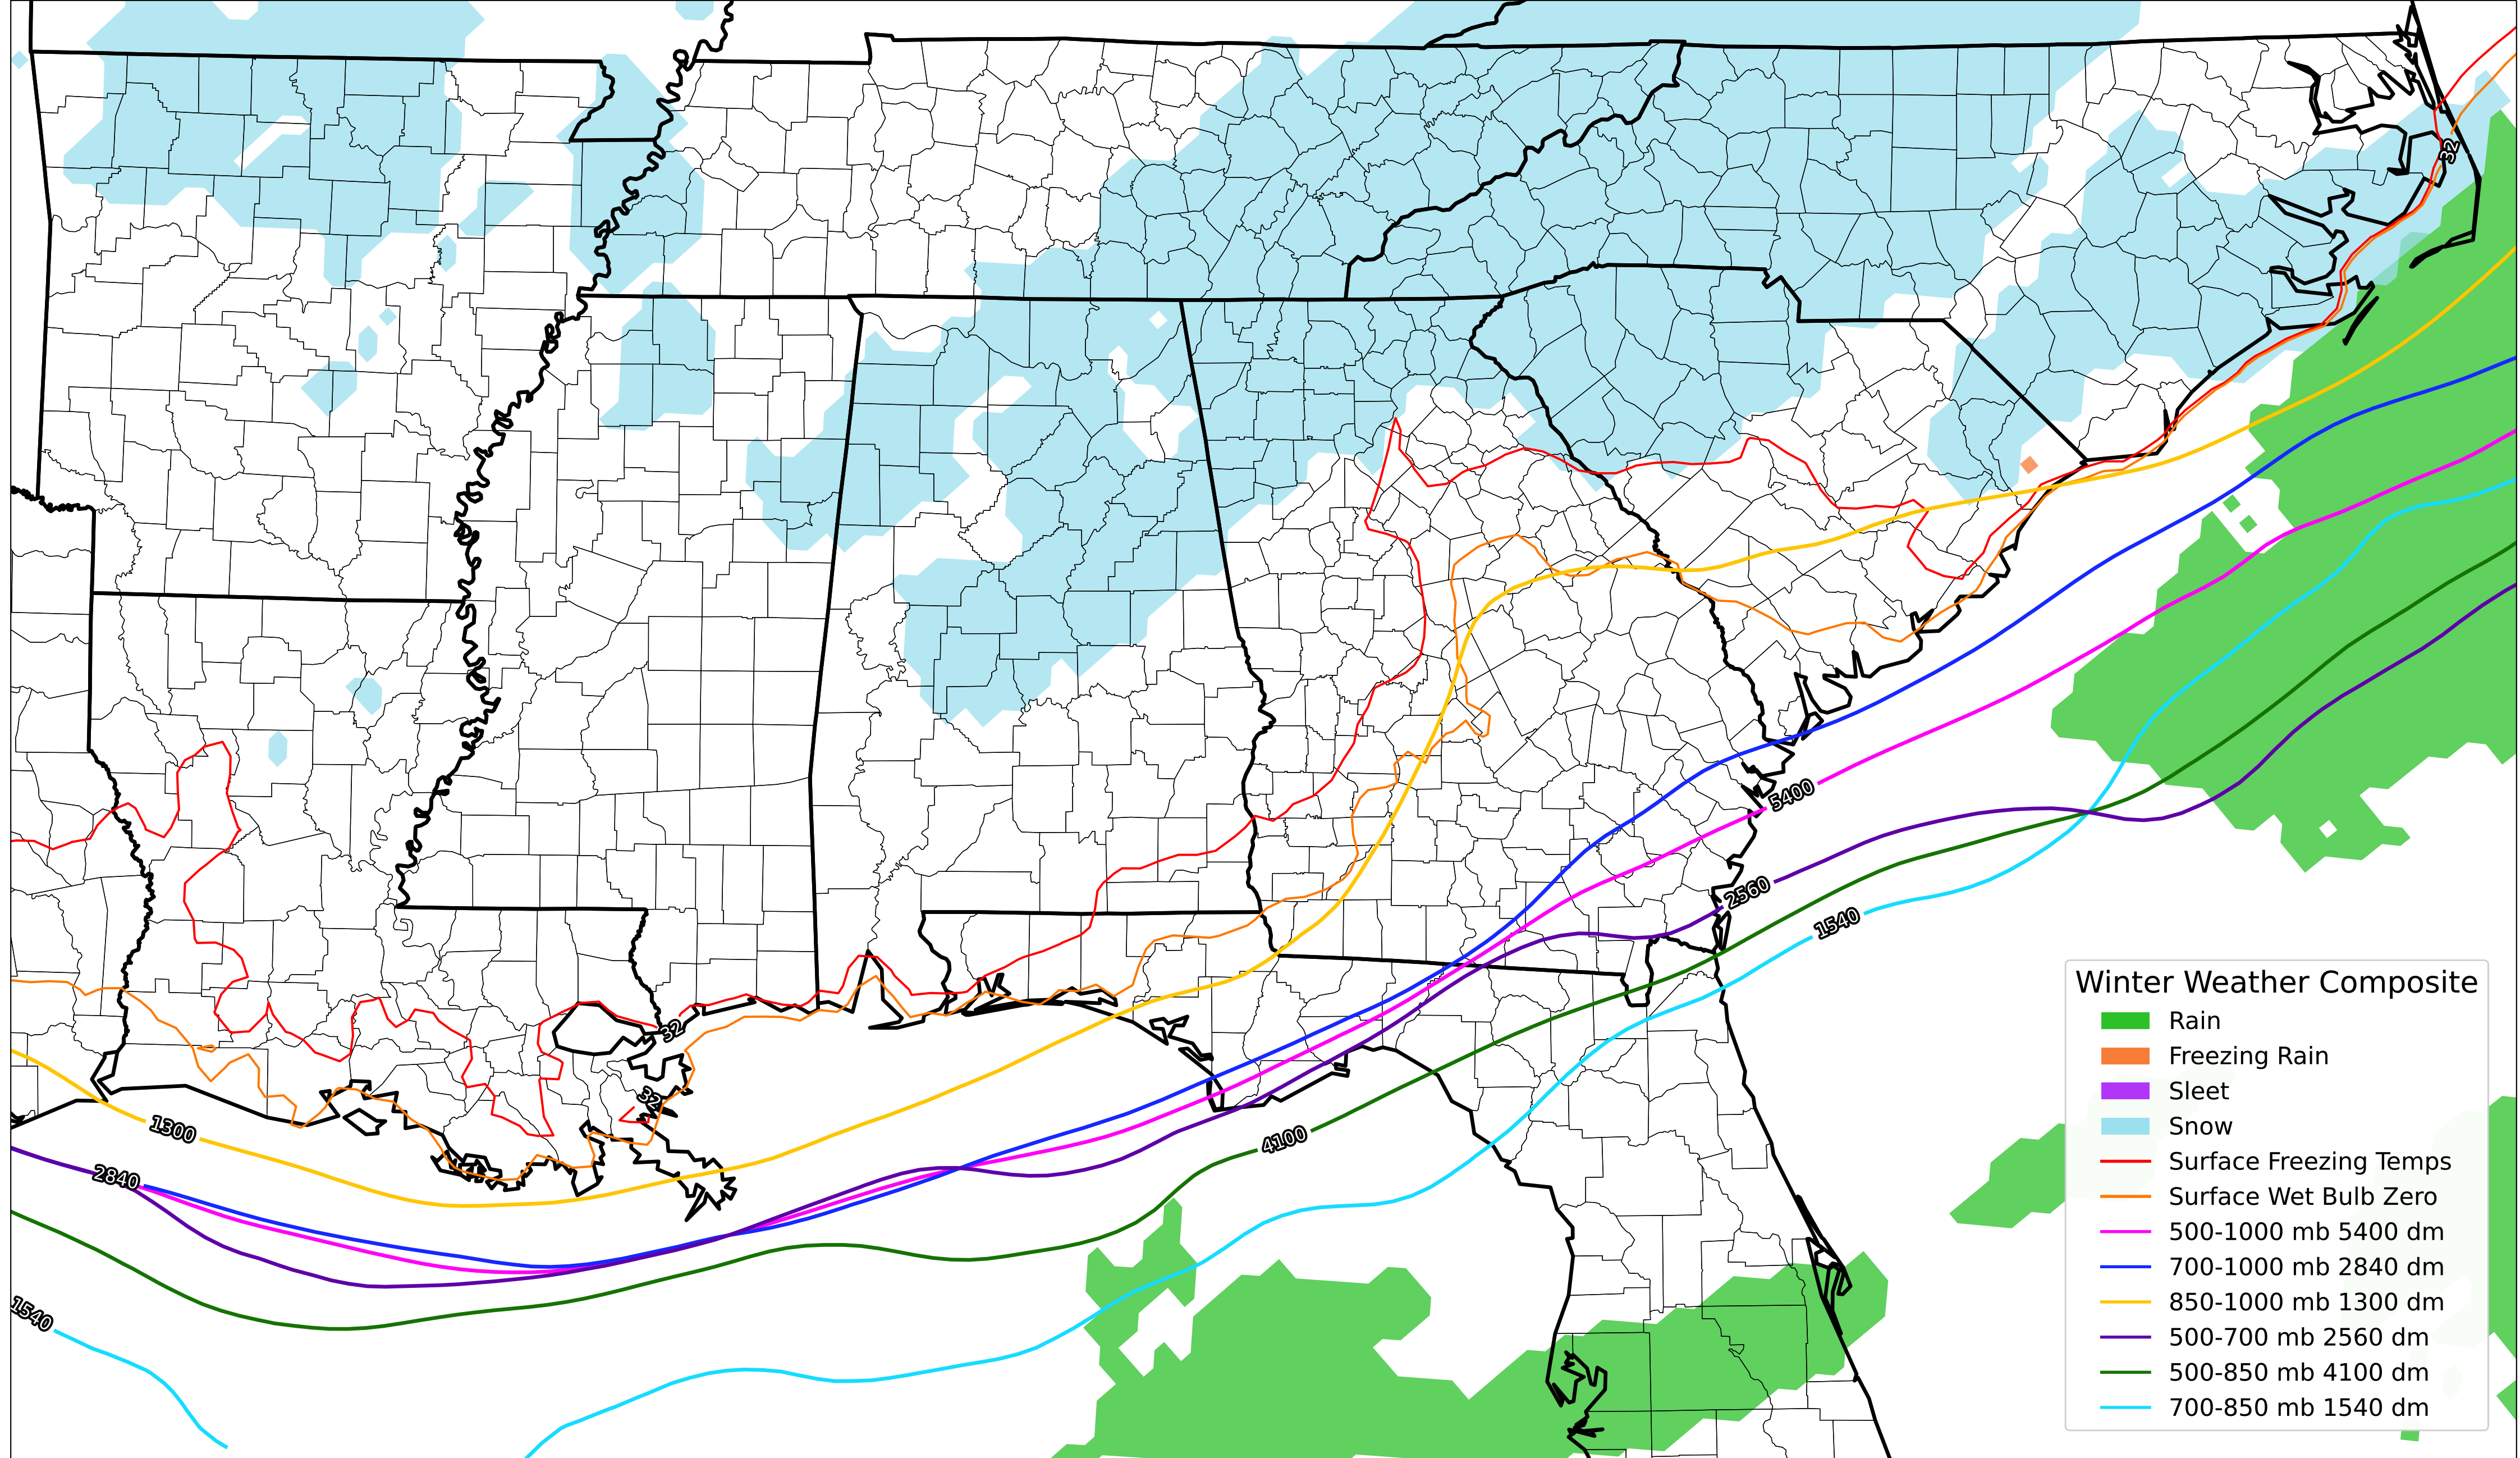 32
5400
2560
1540
32
32
4100
1300
2840
1540
Winter Weather Composite
Rain
Freezing Rain
Sleet
Snow
Surface Freezing Temps
Surface Wet Bulb Zero
500-1000 mb 5400 dm
700-1000 mb 2840 dm
850-1000 mb 1300 dm
500-700 mb 2560 dm
500-850 mb 4100 dm
700-850 mb 1540 dm